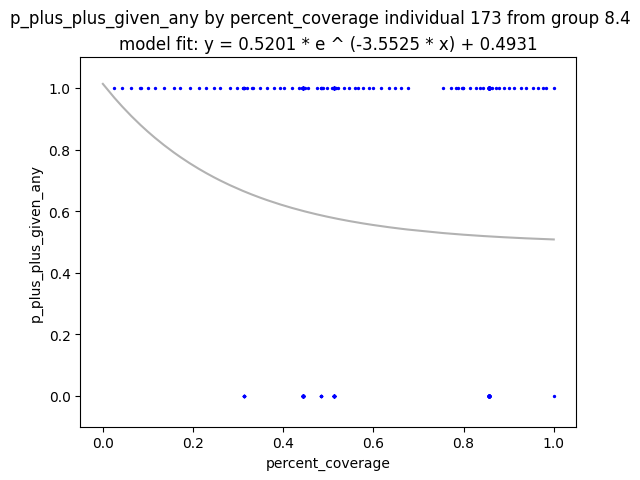 p_plus_plus_given_any by percent_coverage individual 173 from group 8.4
model fit: y = 0.5201 * e ^ (-3.5525 * x) + 0.4931
1.0
0.8
0.6
0.4
0.2
0.0
p_plus_plus_given_any
0.0 0.2 0.4 0.6 0.8 1.0
percent_coverage